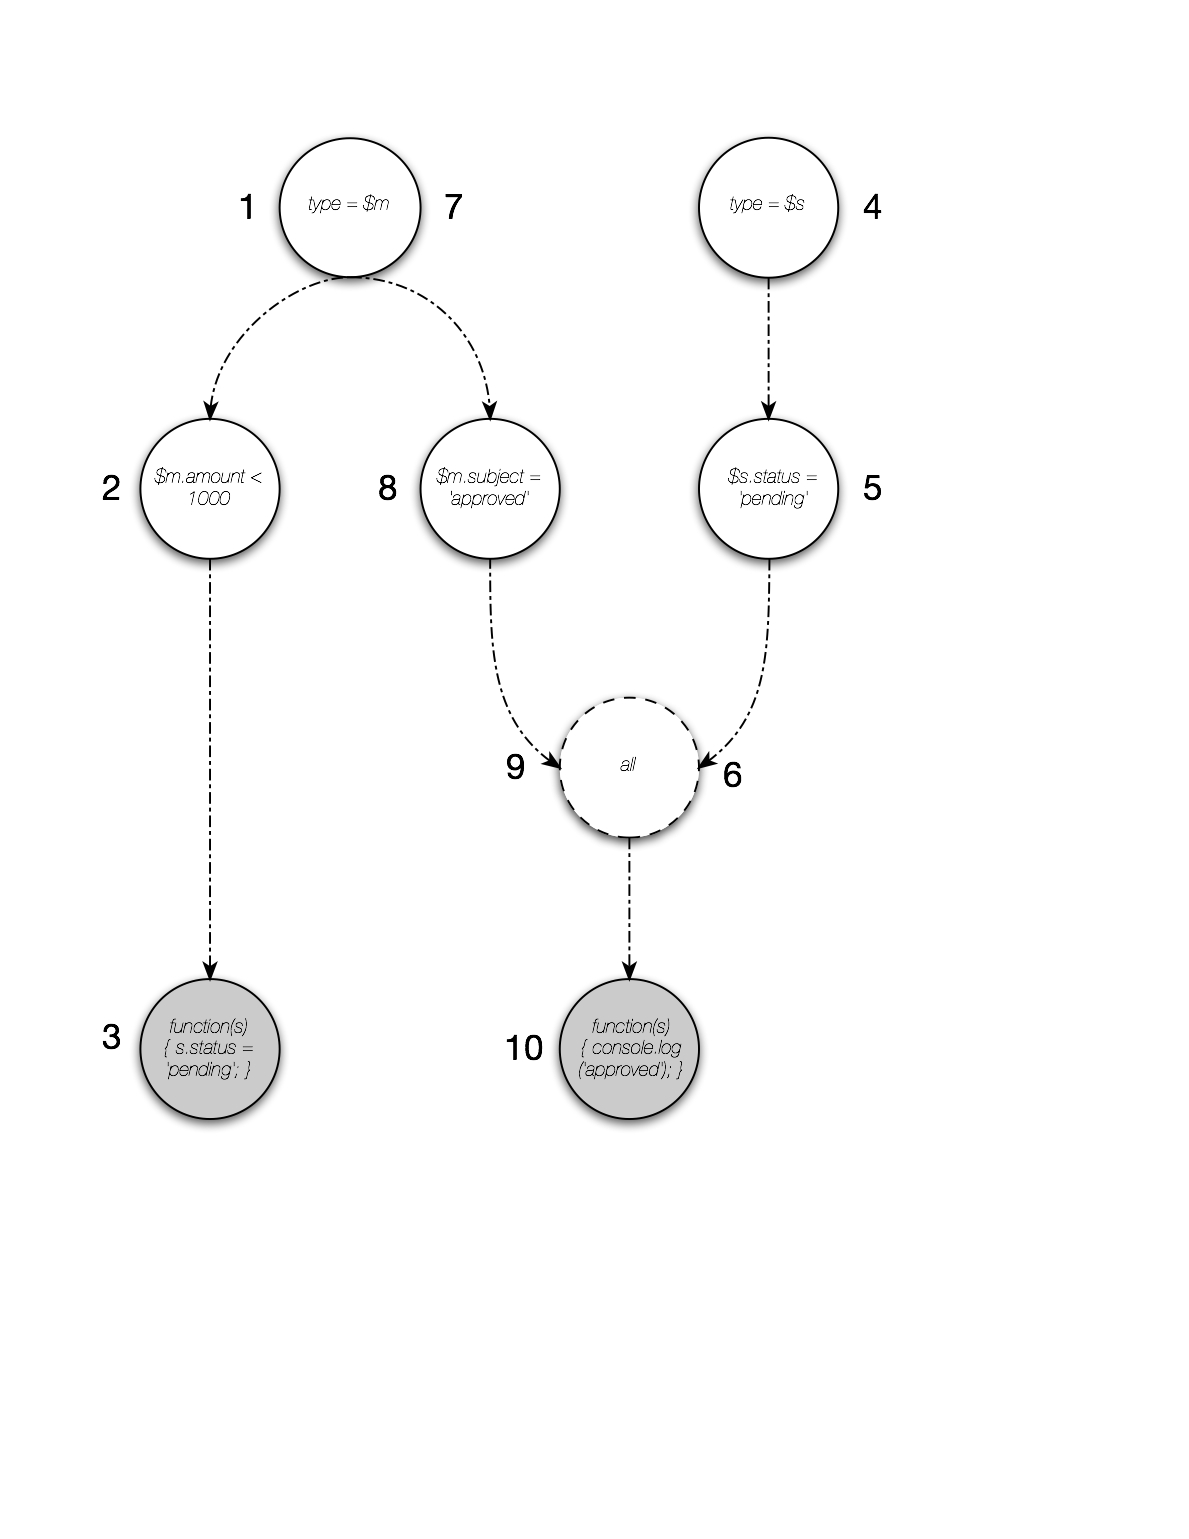 1
type = $m
7
type = $s
4
2
$m.amount <
1000
8
$m.subject =
'approved'
$s.status =
'pending'
5
9
all
6
3
function(s)
{ s.status =
'pending'; }
10
function(s)
{ console.log
('approved'); }